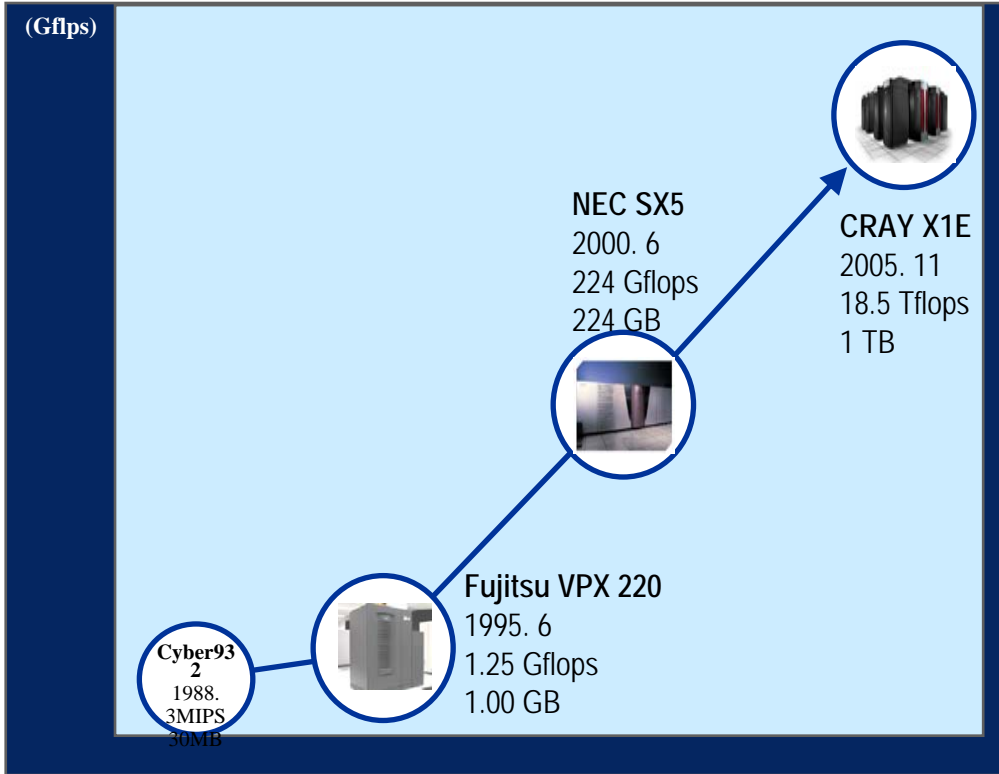 (Gflps)
NEC SX5
2000. 6
224 Gflops
224 GB
CRAY X1E
2005. 11
18.5 Tflops
1 TB
Fujitsu VPX 220
1995. 6
1.25 Gflops
1.00 GB
Cyber93
2
1988.
3MIPS
30MB